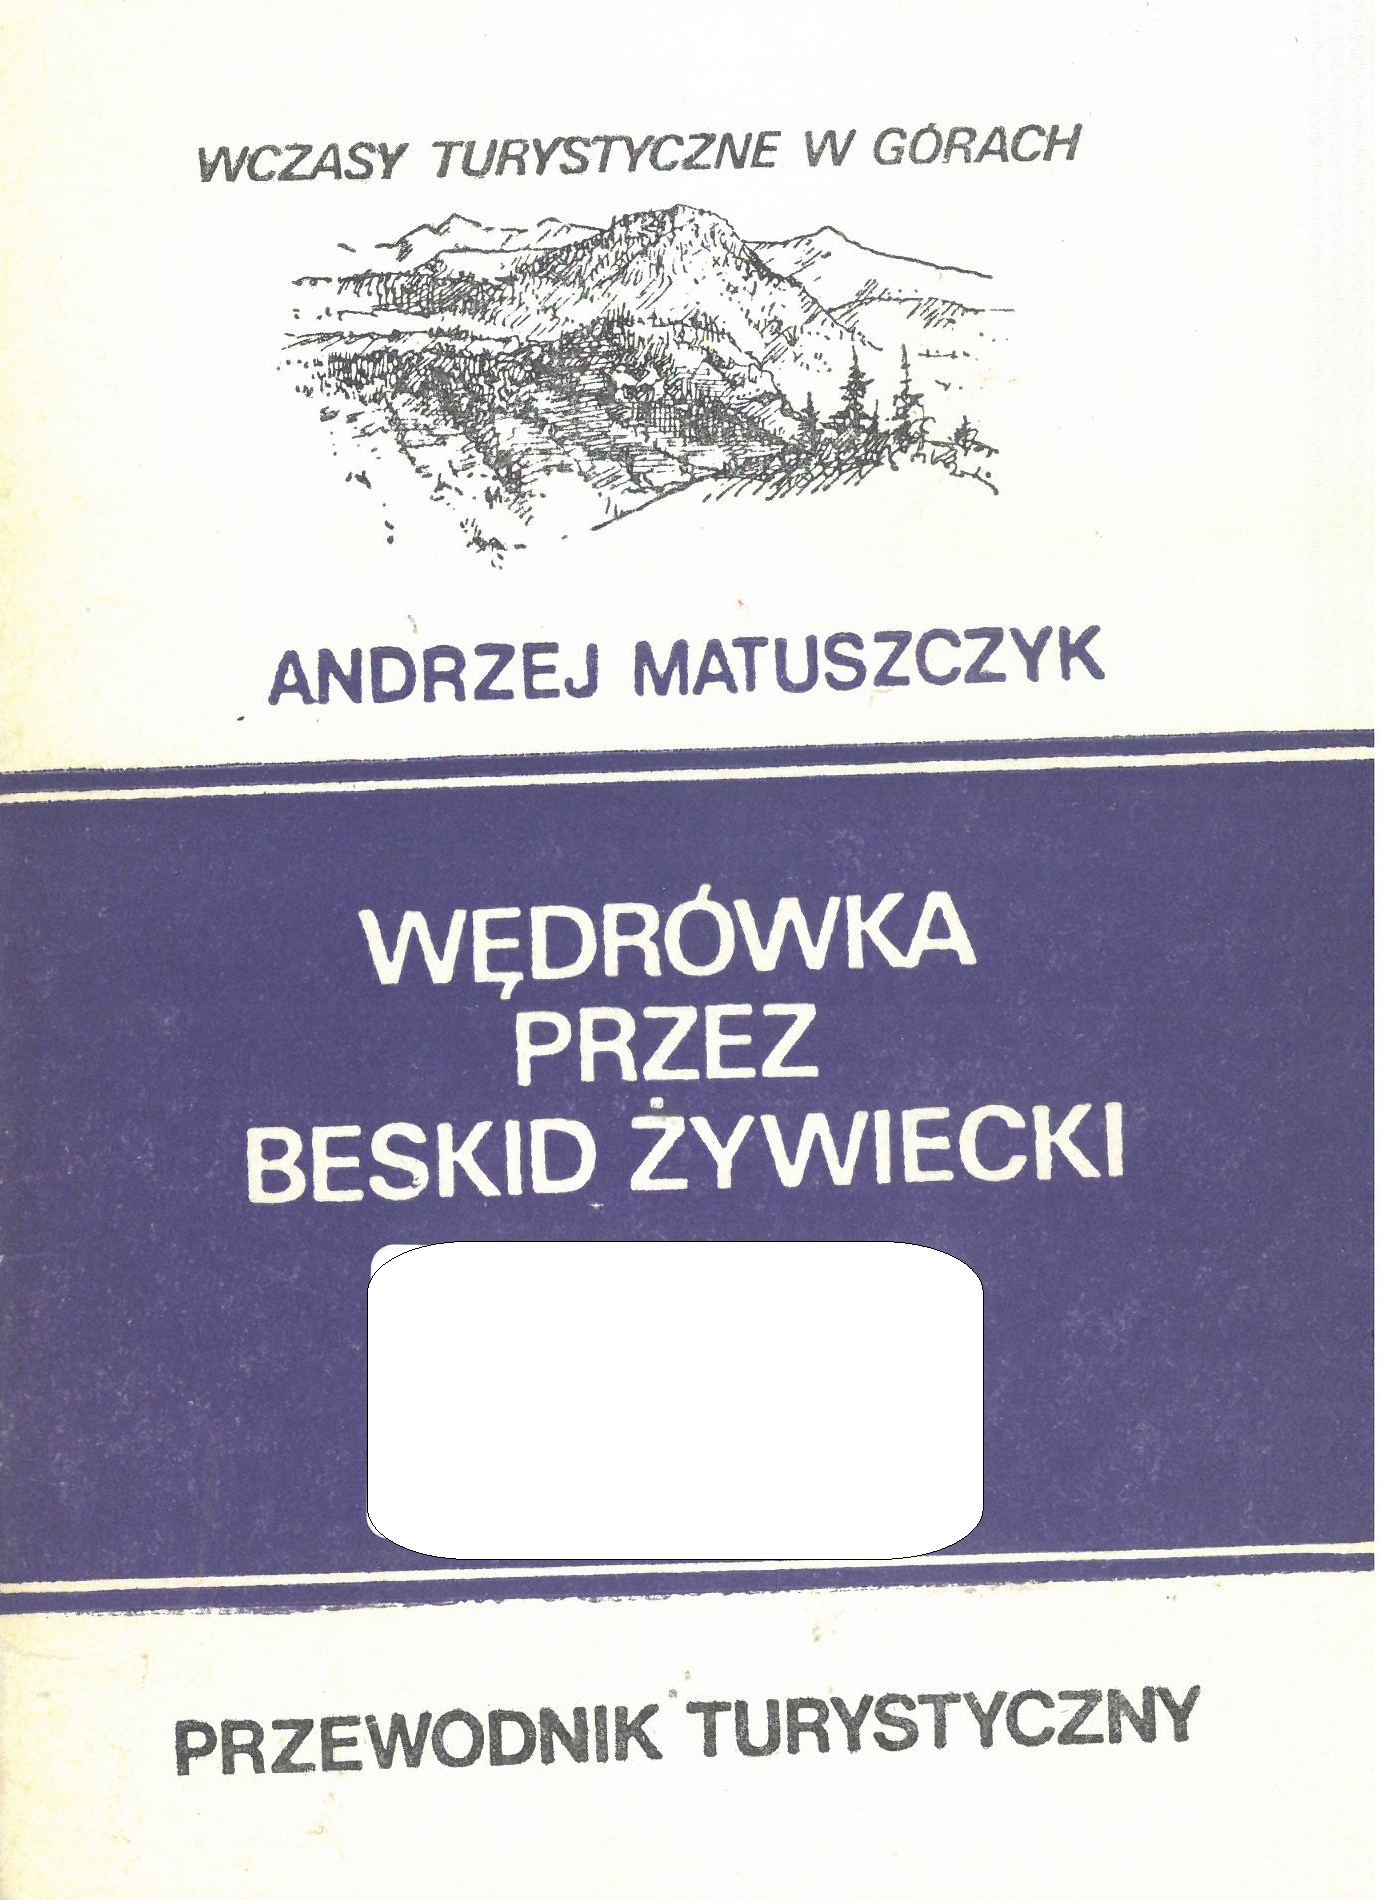 WCZASY TURYSTYCZNE W GÓRACH
ANDRZEJ MATUSZCZYK
WĘDRÓWKA
PRZEZ
BESKID ŻYWIECKI
PRZEWODNIK TURYSTYCZNY